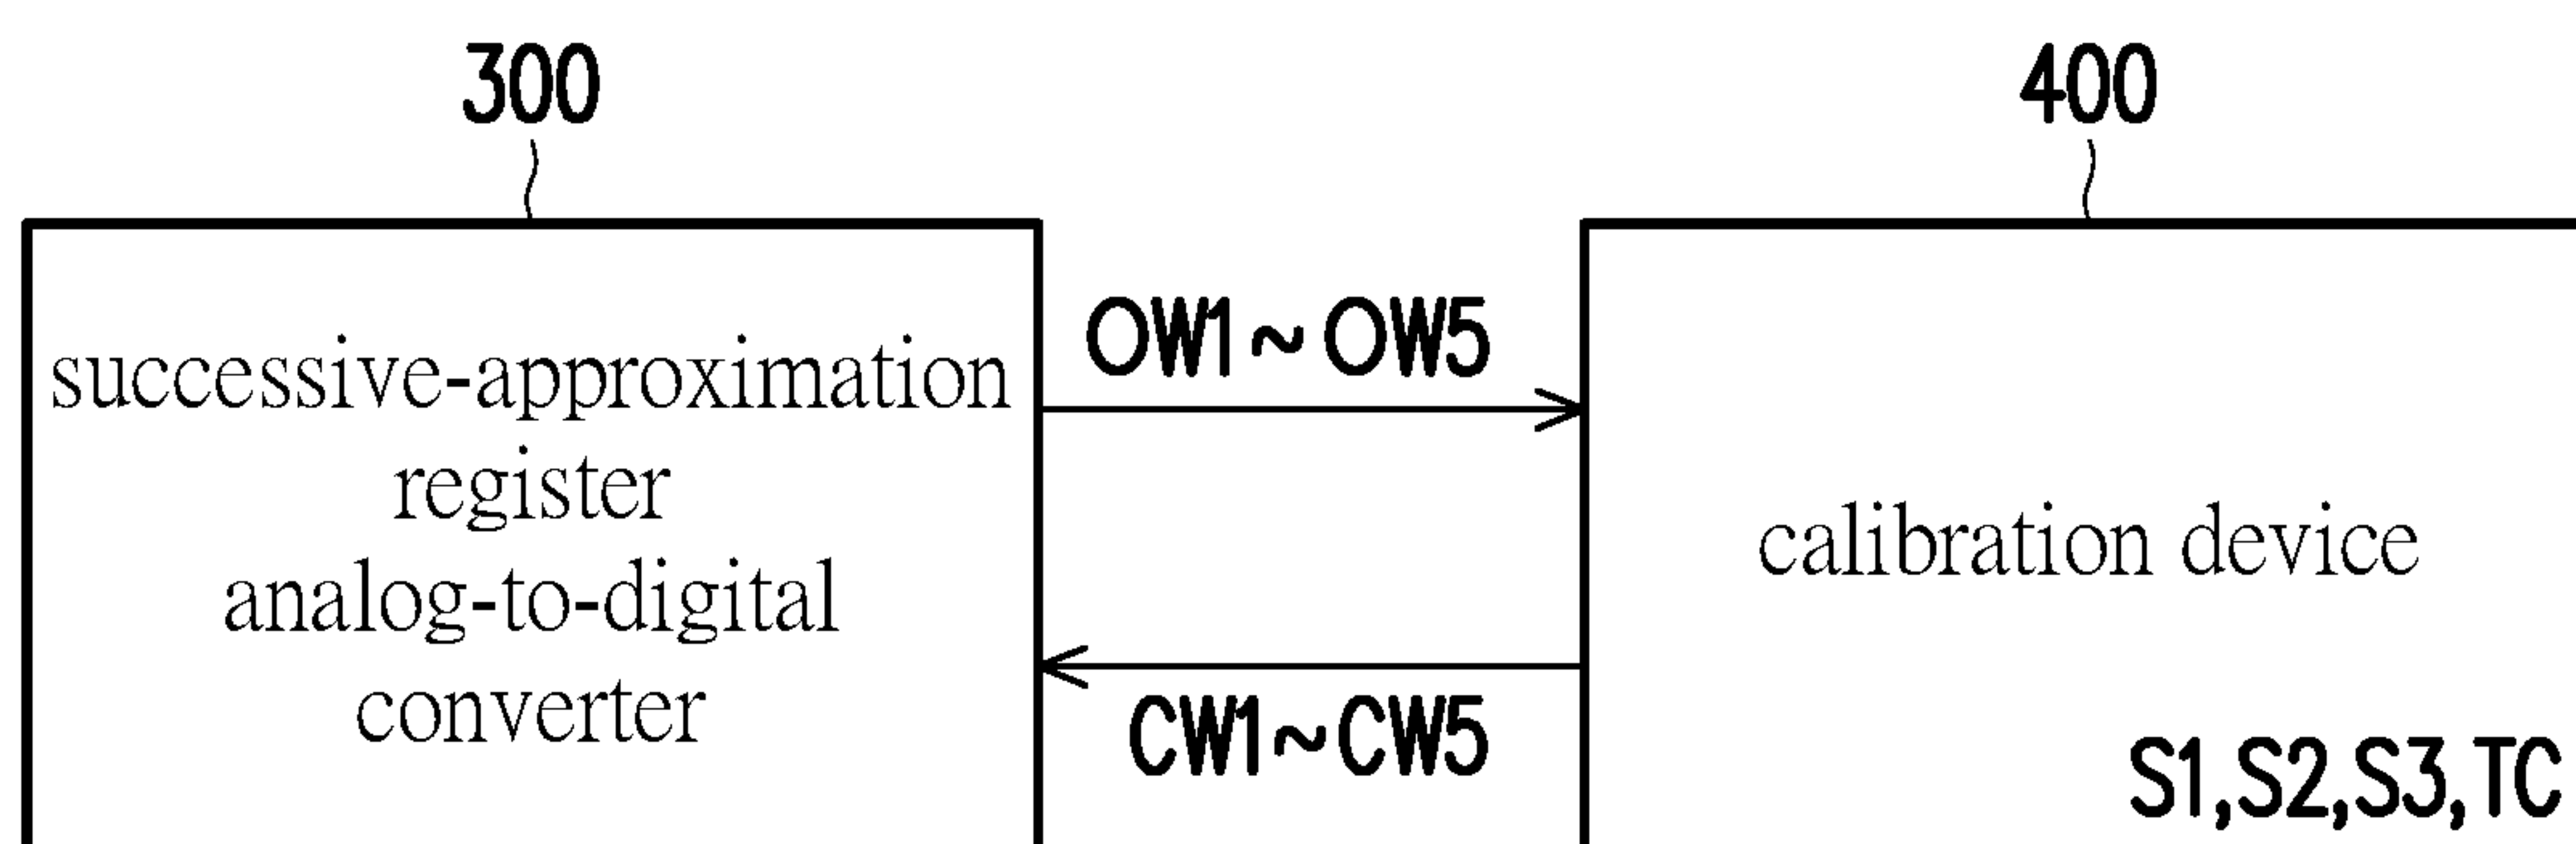 300
400
successive-approximation
register
analog-to-digital
converter
OW1~OW5
CW1~CW5
calibration device
S1,S2,S3,TC